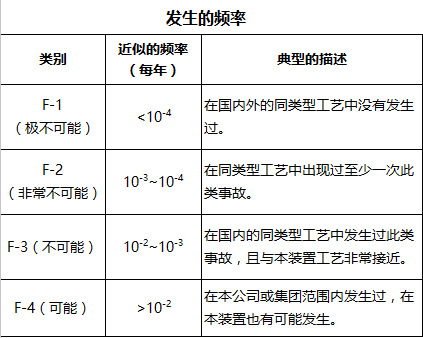 发生的频率
类别
近似的频率
（每年）
典型的描述
F-1
（极不可能）
<10⁻⁴
在国内外的同类型工艺中没有发生
过。
F-2
（非常不可能）
10⁻³~10⁻⁴
在同类型工艺中出现过至少一次此
类事故。
F-3（不可能）
10⁻²~10⁻³
在国内的同类型工艺中发生过此类
事故，且与本装置工艺非常接近。
F-4（可能）
>10⁻²
在本公司或集团范围内发生过，在
本装置也有可能发生。